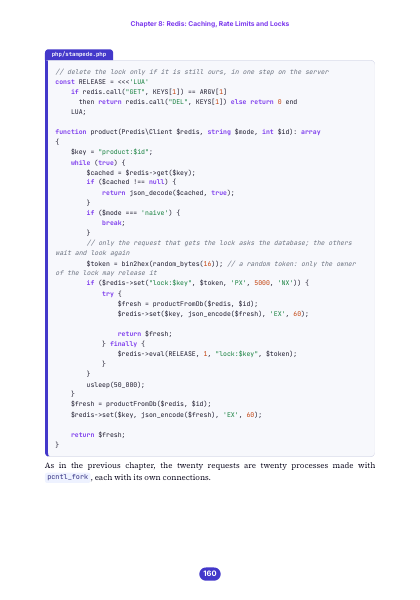 Chapter 8: Redis: Caching, Rate Limits and Locks
php/stampede.php
// delete the lock only if it is still ours, in one step on the server
const RELEASE = <<<'LUA'
    if redis.call("GET", KEYS[1]) == ARGV[1]
      then return redis.call("DEL", KEYS[1]) else return 0 end
    LUA;
function product(Predis\Client $redis, string $mode, int $id): array
{
    $key = "product:$id";
    while (true) {
        $cached = $redis->get($key);
        if ($cached !== null) {
            return json_decode($cached, true);
        }
        if ($mode === 'naive') {
            break;
        }
        // only the request that gets the lock asks the database; the others
wait and look again
        $token = bin2hex(random_bytes(16)); // a random token: only the owner
of the lock may release it
        if ($redis->set("lock:$key", $token, 'PX', 5000, 'NX')) {
            try {
                $fresh = productFromDb($redis, $id);
                $redis->set($key, json_encode($fresh), 'EX', 60);
                return $fresh;
            } finally {
                $redis->eval(RELEASE, 1, "lock:$key", $token);
            }
        }
        usleep(50_000);
    }
    $fresh = productFromDb($redis, $id);
    $redis->set($key, json_encode($fresh), 'EX', 60);
    return $fresh;
}
As in the previous chapter, the twenty requests are twenty processes made with
pcntl_fork, each with its own connections.
160